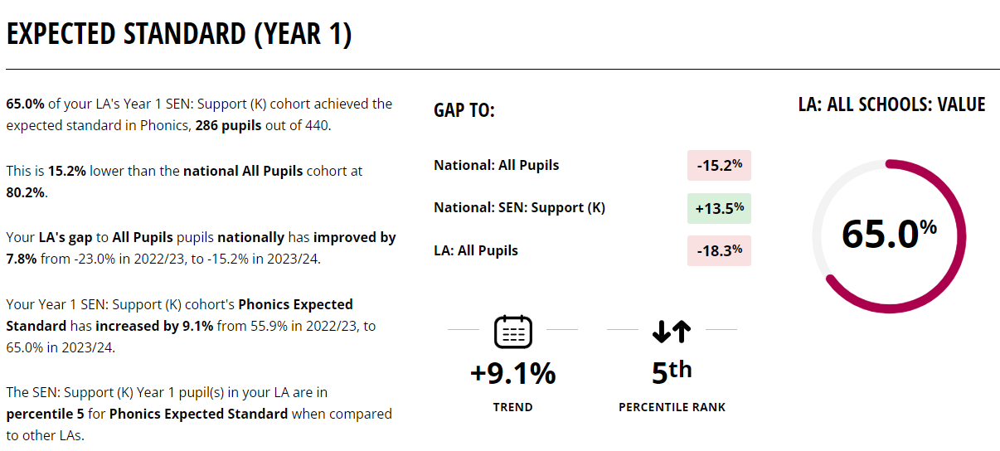 EXPECTED STANDARD (YEAR 1)
65.0% of your LA's Year 1 SEN: Support (K) cohort achieved the
expected standard in Phonics, 286 pupils out of 440.
This is 15.2% lower than the national All Pupils cohort at
80.2%.
Your LA's gap to All Pupils pupils nationally has improved by
7.8% from -23.0% in 2022/23, to -15.2% in 2023/24.
Your Year 1 SEN: Support (K) cohort's Phonics Expected
Standard has increased by 9.1% from 55.9% in 2022/23, to
65.0% in 2023/24.
The SEN: Support (K) Year 1 pupil(s) in your LA are in
percentile 5 for Phonics Expected Standard when compared
to other LAs.
GAP TO:
National: All Pupils -15.2%
National: SEN: Support (K) +13.5%
LA: All Pupils -18.3%
+9.1%
TREND
5th
PERCENTILE RANK
LA: ALL SCHOOLS: VALUE
65.0%